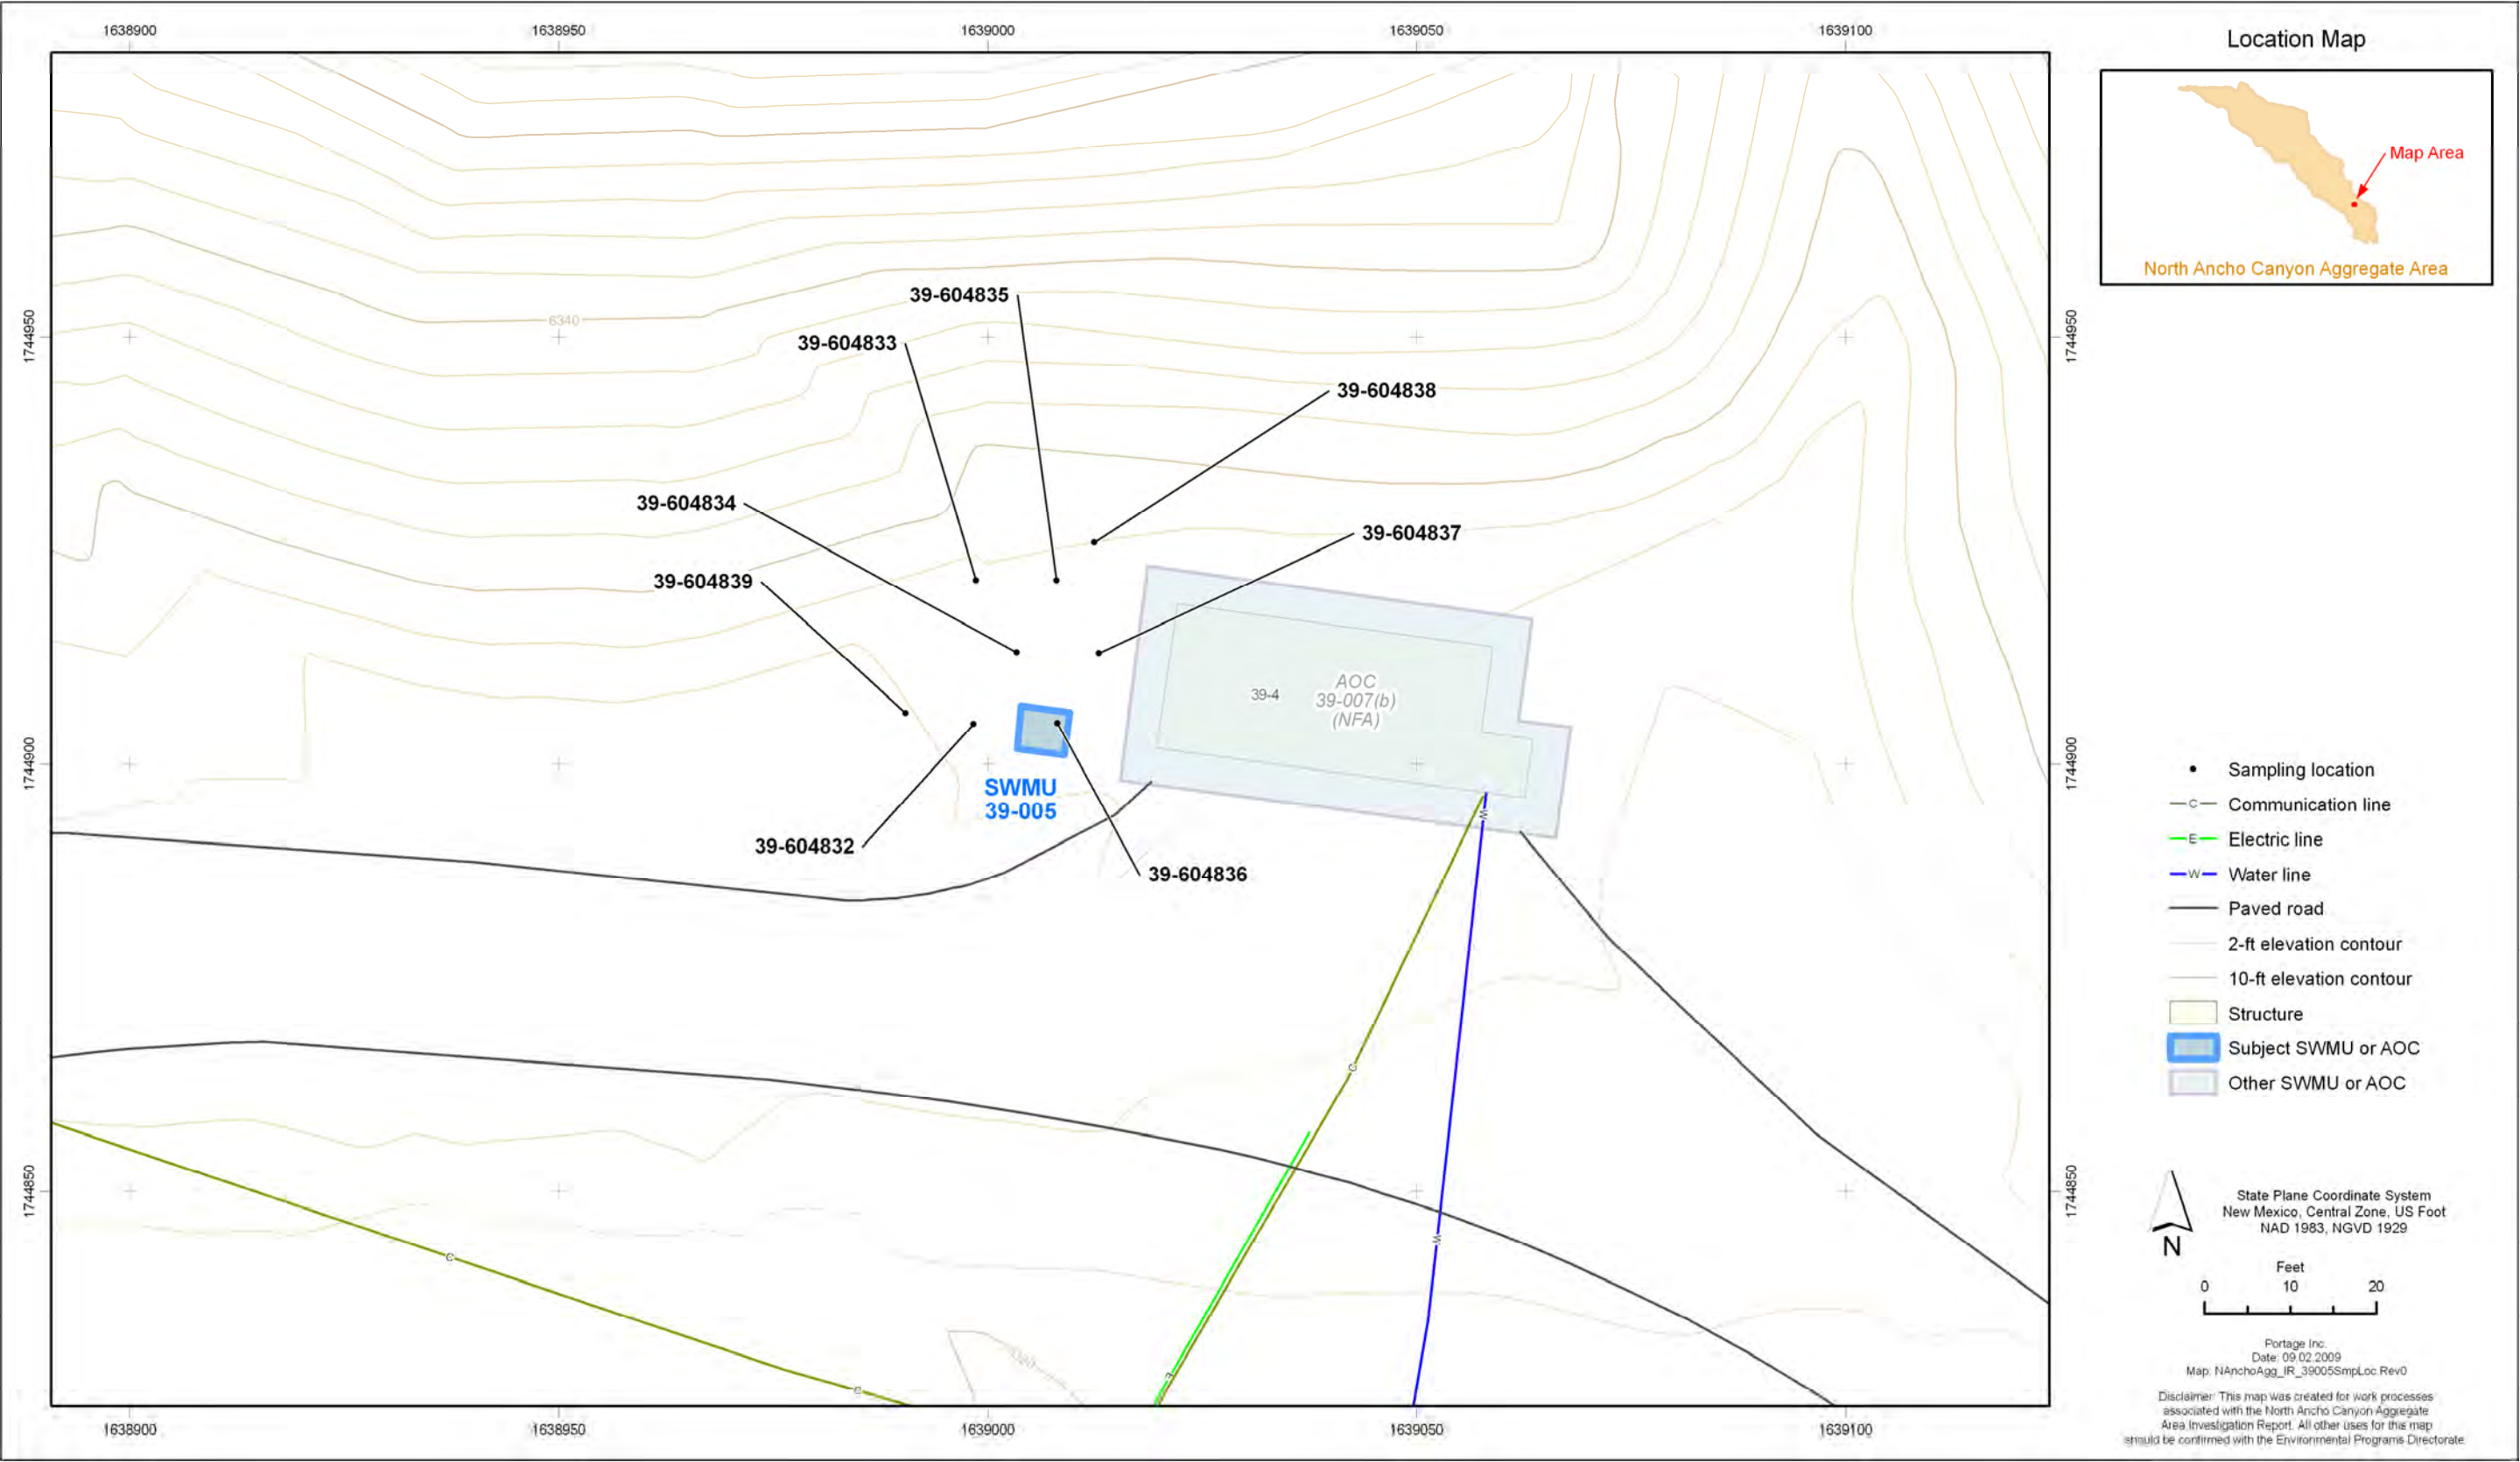 1638900 1638950 1639000 1639050 1639100
Location Map
Map Area
North Ancho Canyon Aggregate Area
39-604835
6340
1744950
1744950
39-604833
39-604838
39-604834
39-604837
39-604839
AOC
39-007(b)
(NFA)
39-4
1744900
1744900
SWMU
39-005
39-604832
39-604836
W
C
W
C
C
E
1744850
1744850
Sampling location
C Communication line
E Electric line
W Water line
Paved road
2-ft elevation contour
10-ft elevation contour
Structure
Subject SWMU or AOC
Other SWMU or AOC
N
State Plane Coordinate System
New Mexico, Central Zone, US Foot
NAD 1983, NGVD 1929
Feet
0 10 20
Portage Inc.
Date: 09.02.2009
Map: NAnchoAgg_IR_39005SmpLoc.Rev0
Disclaimer: This map was created for work processes
associated with the North Ancho Canyon Aggregate
Area Investigation Report. All other uses for this map
should be confirmed with the Environmental Programs Directorate.
1638900 1638950 1639000 1639050 1639100